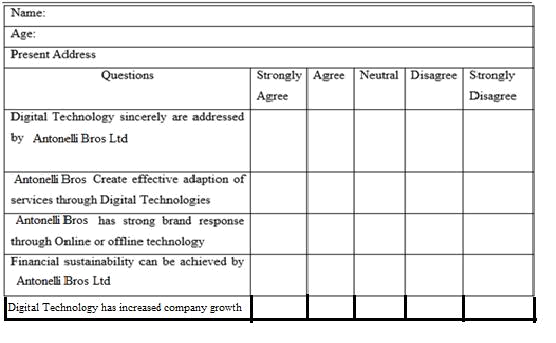 Name:
Age:
Present Address
Questions
Strongly Agree
Agree
Neutral
Disagree
Strongly Disagree
Digital Technology sincerely are addressed
by Antonelli Bros Ltd
Antonelli Bros Create effective adaption of
services through Digital Technologies
Antonelli Bros has strong brand response
through Online or offline technology
Financial sustainability can be achieved by
Antonelli Bros Ltd
Digital Technology has increased company growth